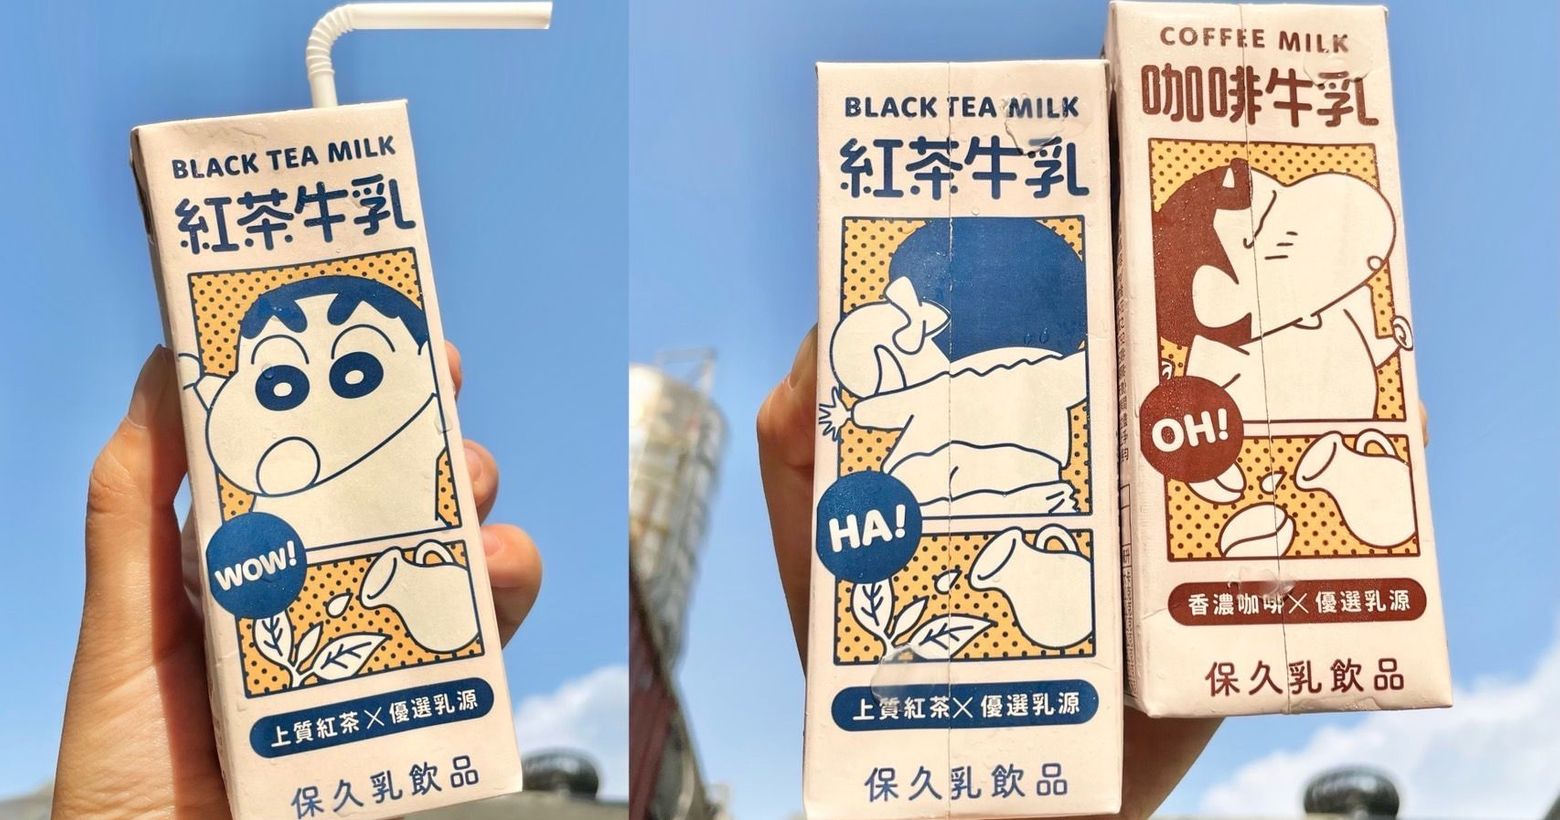 BLACK TEA MILK
紅茶牛乳
WOW!
上質紅茶×優選乳源
保久乳飲品
BLACK TEA MILK
紅茶牛乳
HA!
上質紅茶×優選乳源
保久乳飲品
COFFEE MILK
咖啡牛乳
OH!
香濃咖啡×優選乳源
保久乳飲品